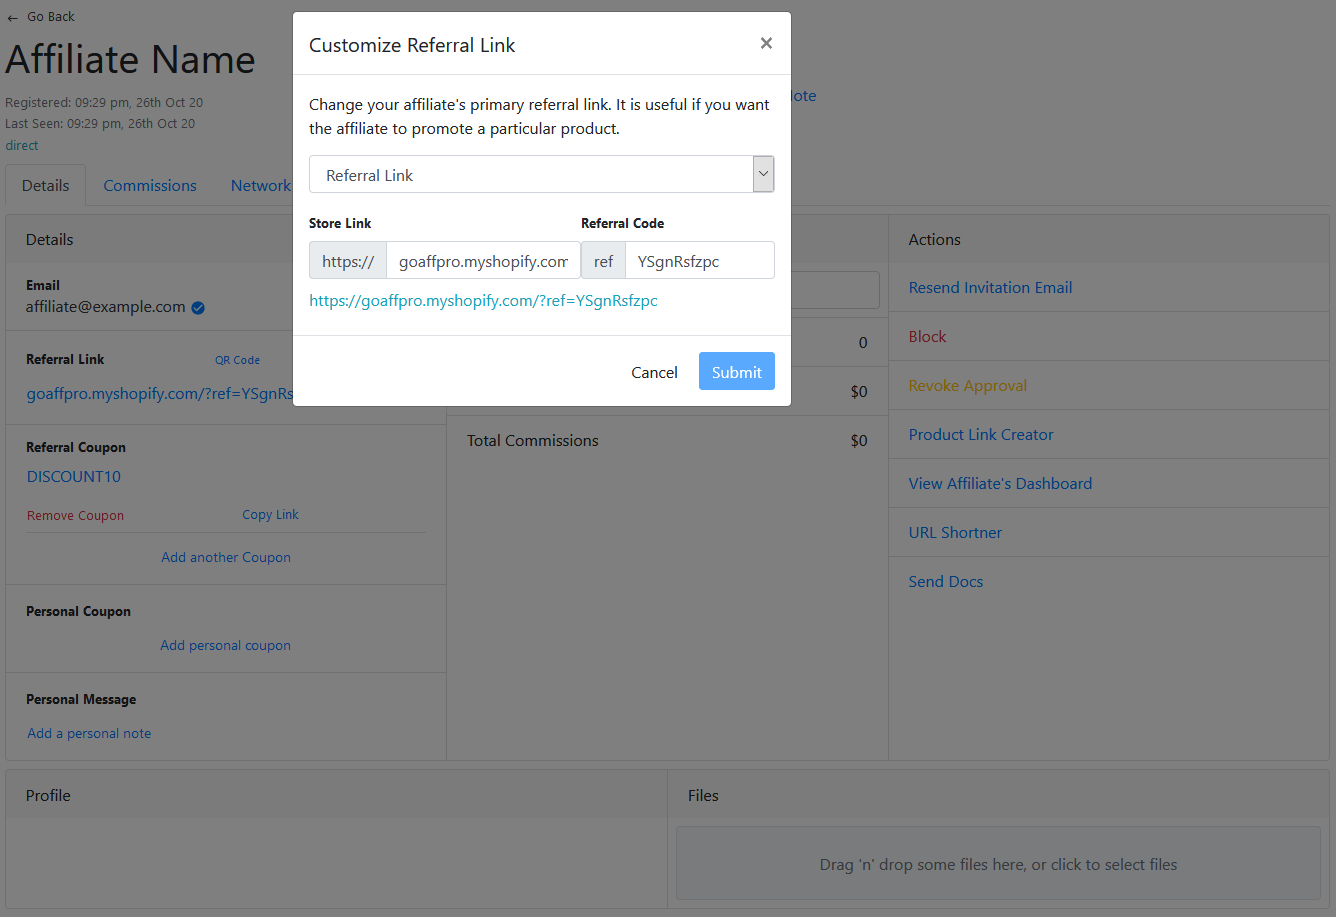 ← Go Back
Affiliate Name
Registered: 09:29 pm, 26th Oct 20
Last Seen: 09:29 pm, 26th Oct 20
direct
Details
Commissions
Network
Customize Referral Link
×
Change your affiliate's primary referral link. It is useful if you want
the affiliate to promote a particular product.
Referral Link
Store Link
Referral Code
https://
goaffpro.myshopify.com
ref
YSgnRsfzpc
https://goaffpro.myshopify.com/?ref=YSgnRsfzpc
Cancel
Submit
Details
Email
affiliate@example.com
Referral Link
QR Code
goaffpro.myshopify.com/?ref=YSgnRs
Referral Coupon
DISCOUNT10
Remove Coupon
Copy Link
Add another Coupon
Personal Coupon
Add personal coupon
Personal Message
Add a personal note
0
$0
Total Commissions
$0
Actions
Resend Invitation Email
Block
Revoke Approval
Product Link Creator
View Affiliate's Dashboard
URL Shortner
Send Docs
Profile
Files
Drag 'n' drop some files here, or click to select files